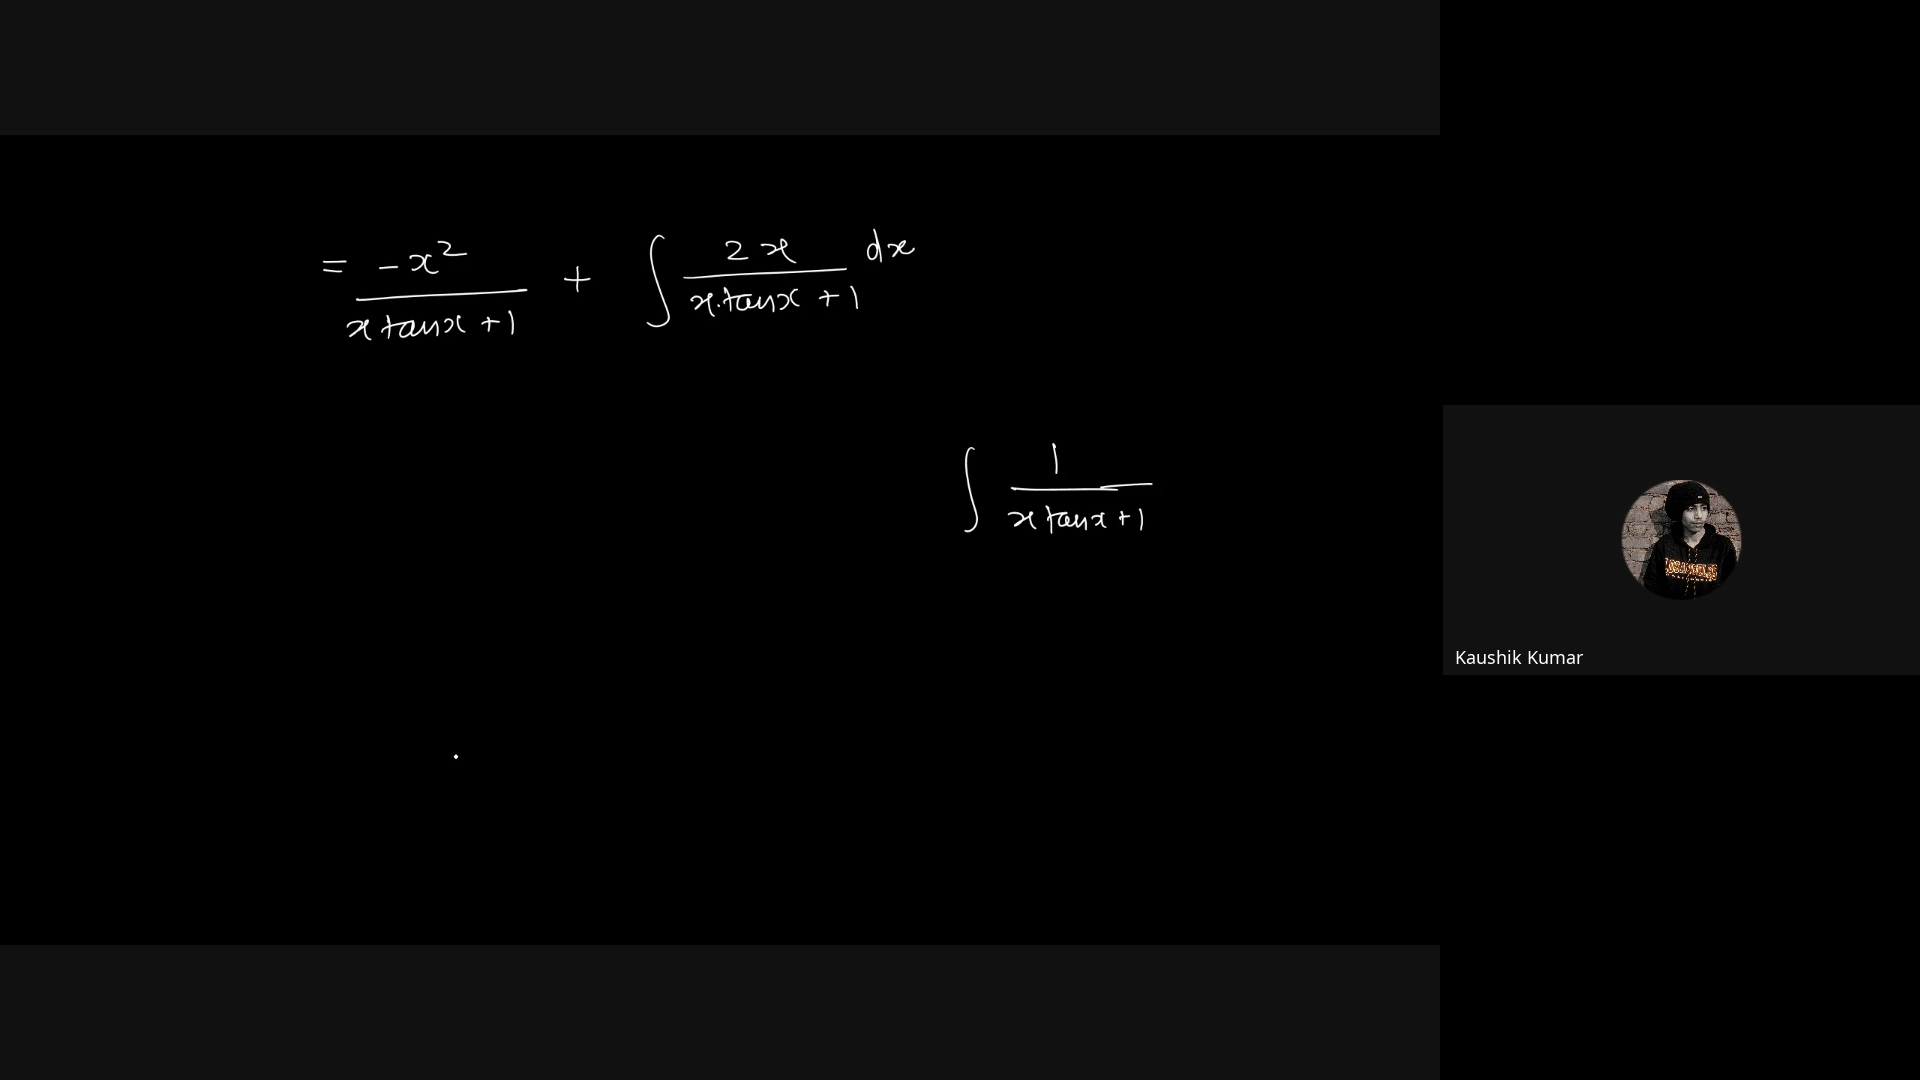 = -x² / (x tanx + 1) + ∫ 2x / (x.tanx + 1) dx
∫ 1 / (x tanx + 1)
Kaushik Kumar